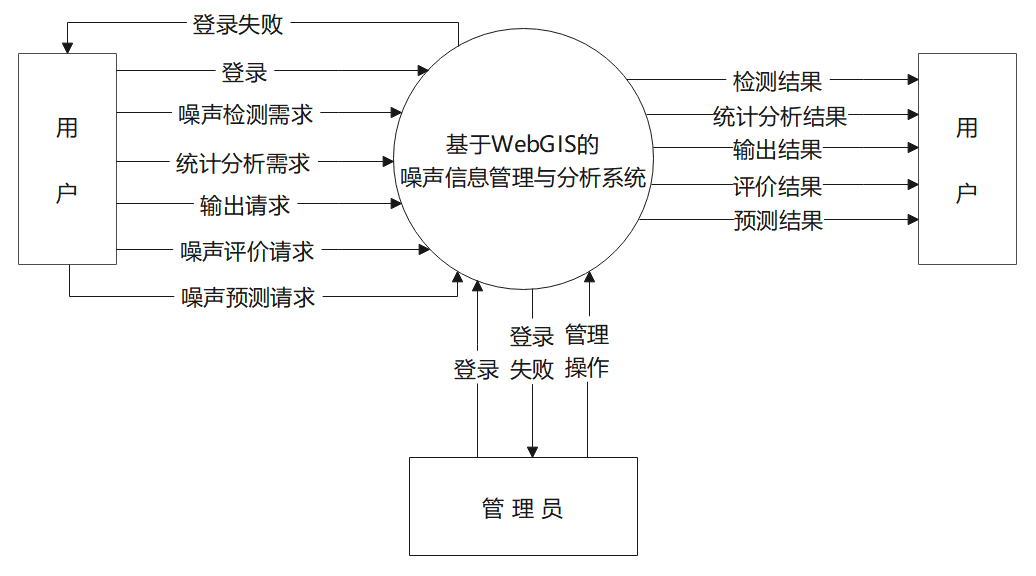 登录失败
用
户
登录
噪声检测需求
统计分析需求
输出请求
噪声评价请求
噪声预测请求
基于WebGIS的
噪声信息管理与分析系统
检测结果
统计分析结果
输出结果
评价结果
预测结果
用
户
登录
登录
失败
管理
操作
管理员